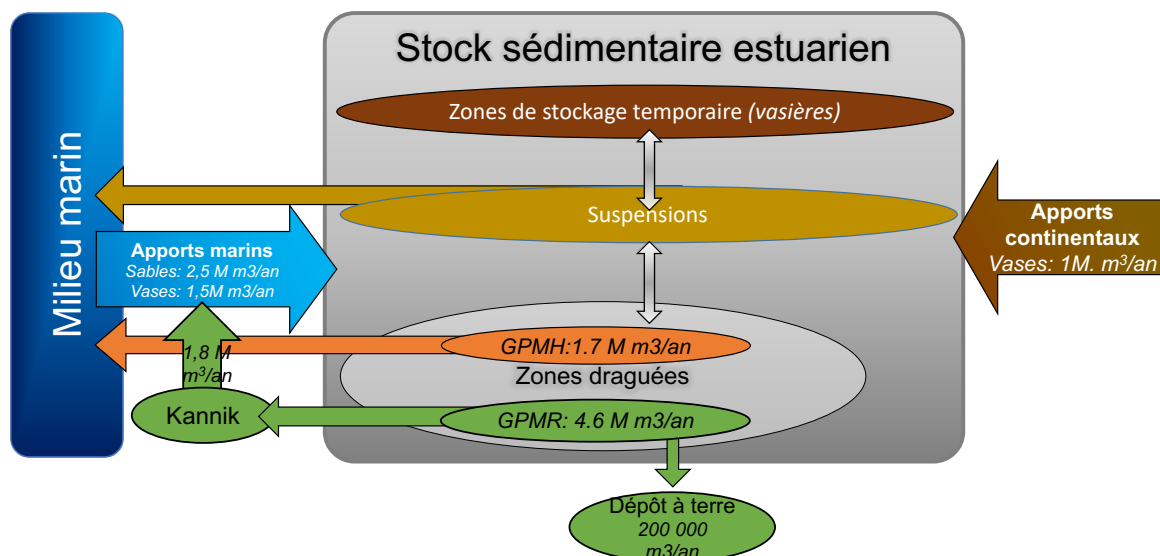 Stock sédimentaire estuarien
Zones de stockage temporaire (vasières)
Milieu marin
Suspensions
Apports
continentaux
Vases: 1M. m³/an
Apports marins
Sables: 2,5 M m3/an
Vases: 1,5M m3/an
GPMH:1.7 M m3/an
1,8 M
m³/an
Zones draguées
Kannik
GPMR: 4.6 M m3/an
Dépôt à terre
200 000
m3/an